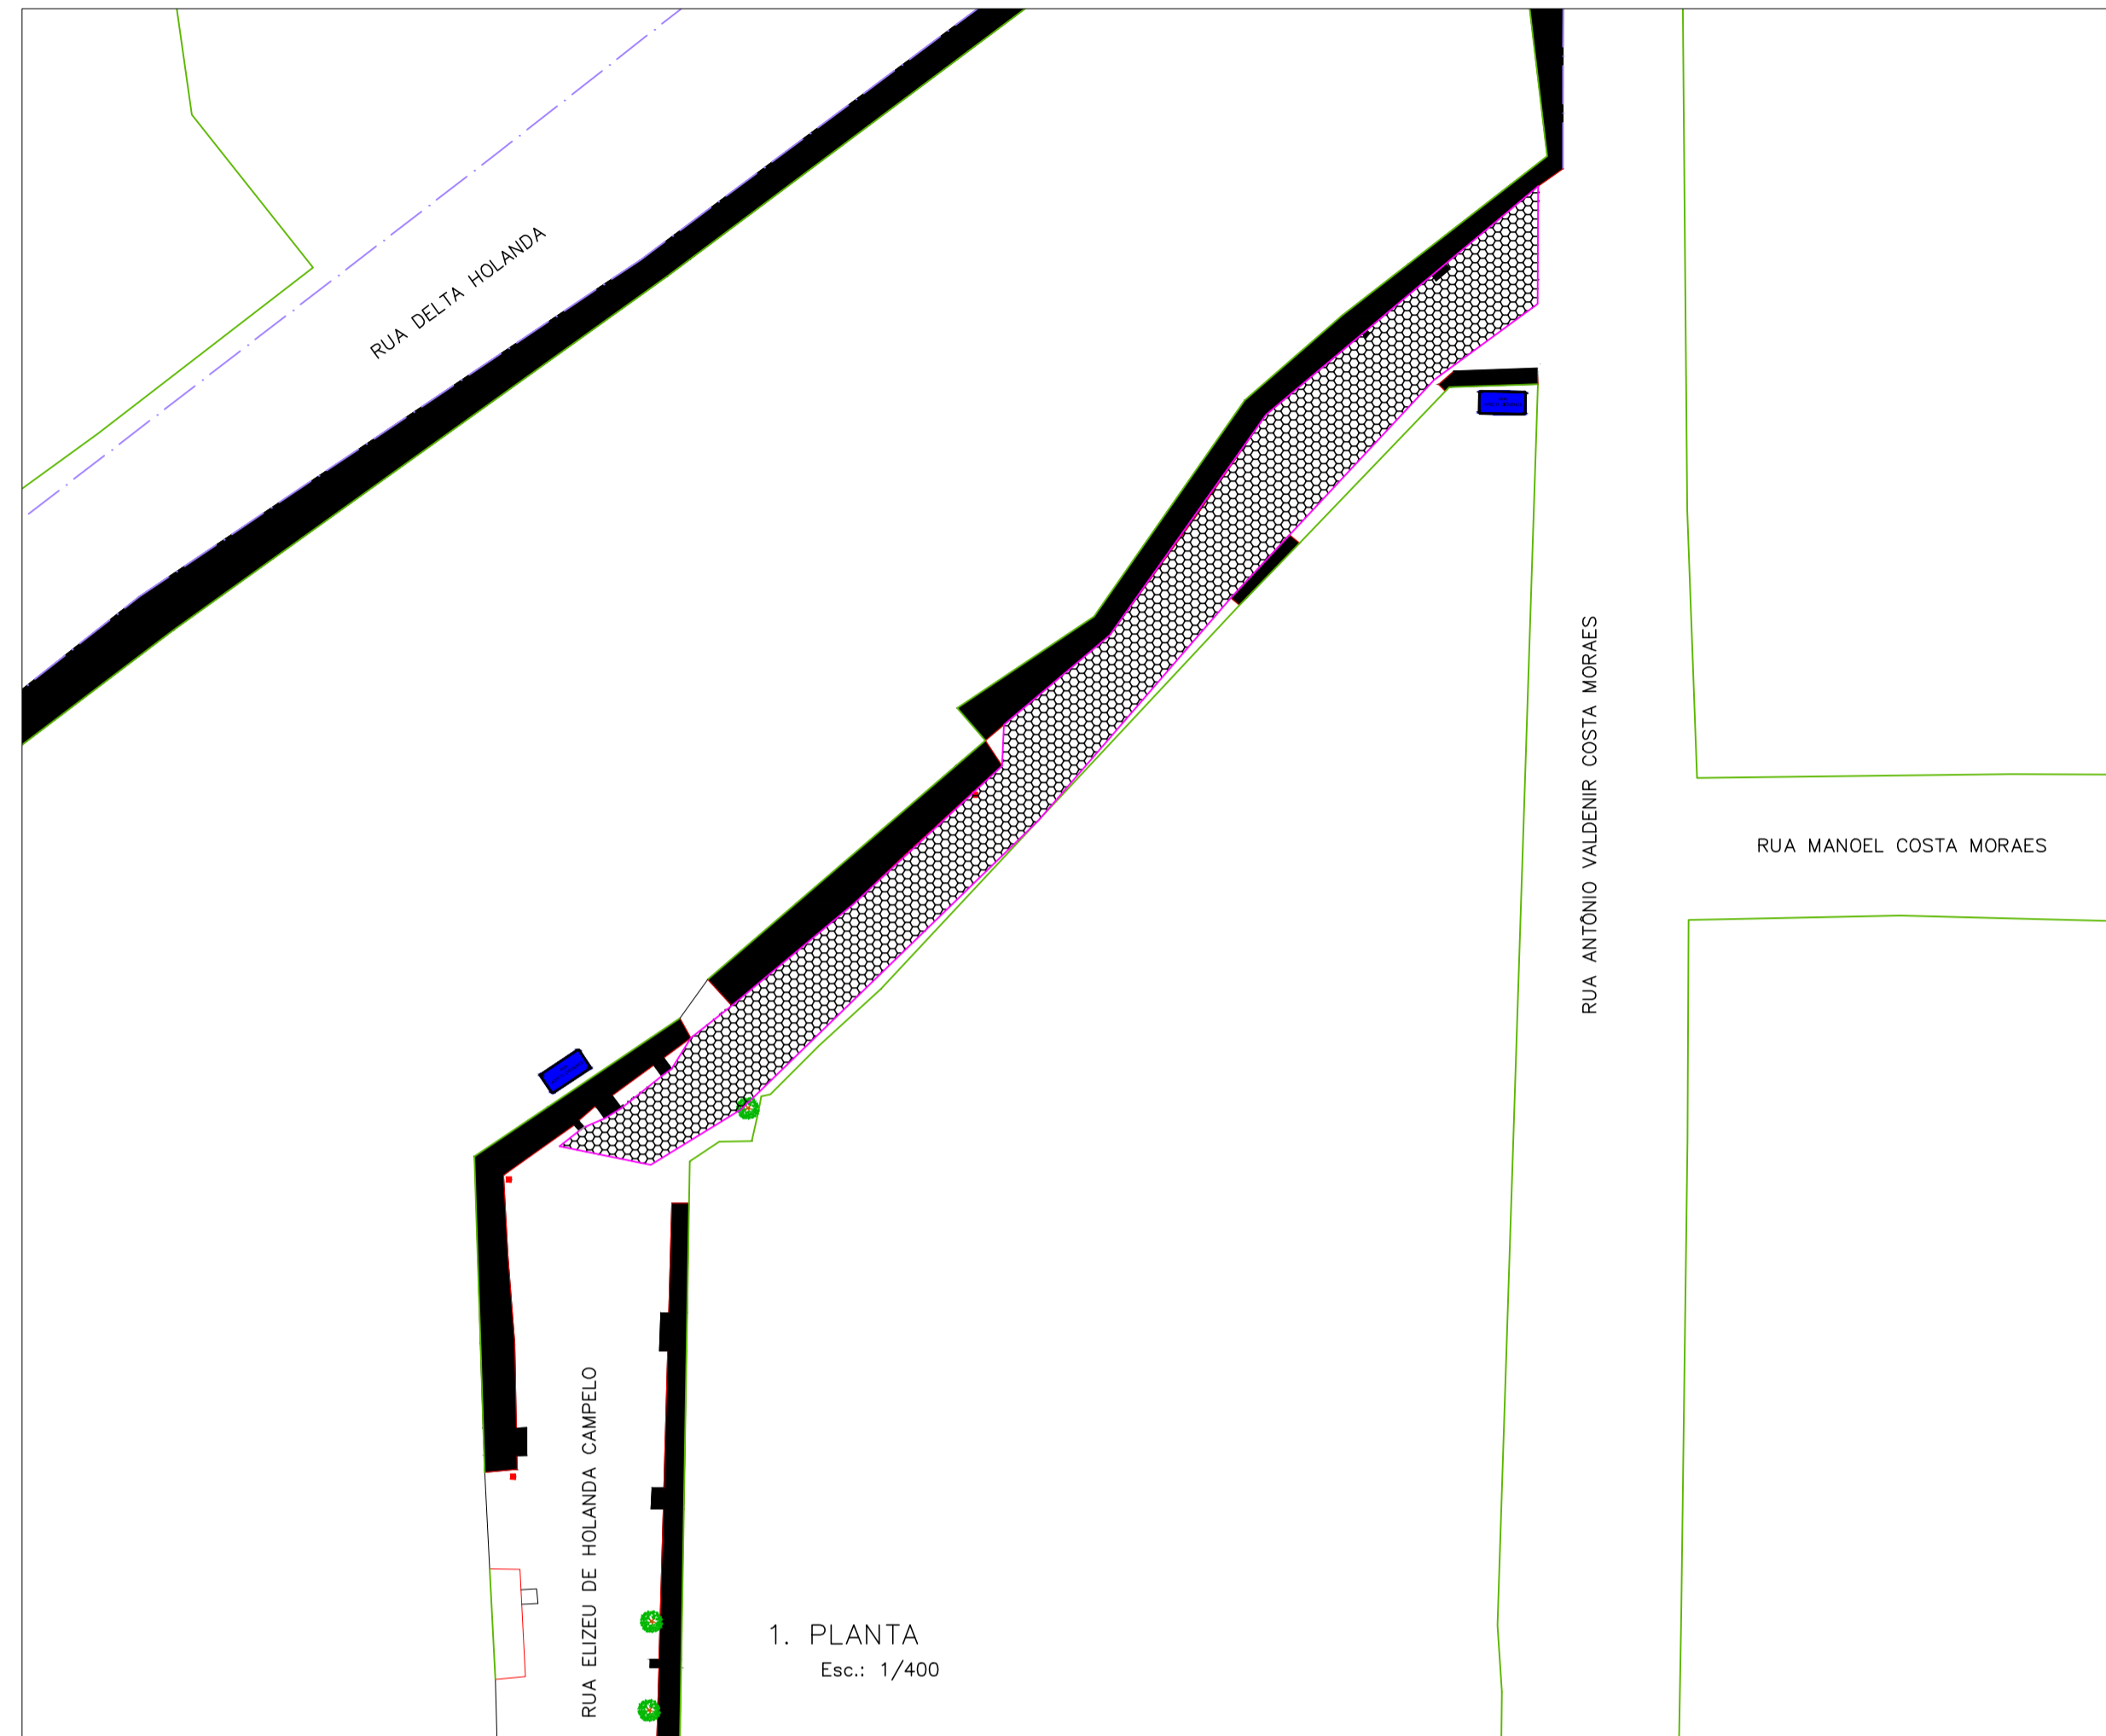 RUA DELTA HOLANDA
RUA ANTÔNIO VALDENIR COSTA MORAES
RUA MANOEL COSTA MORAES
RUA ELIZEU DE HOLANDA CAMPELO
1. PLANTA
Esc.: 1/400